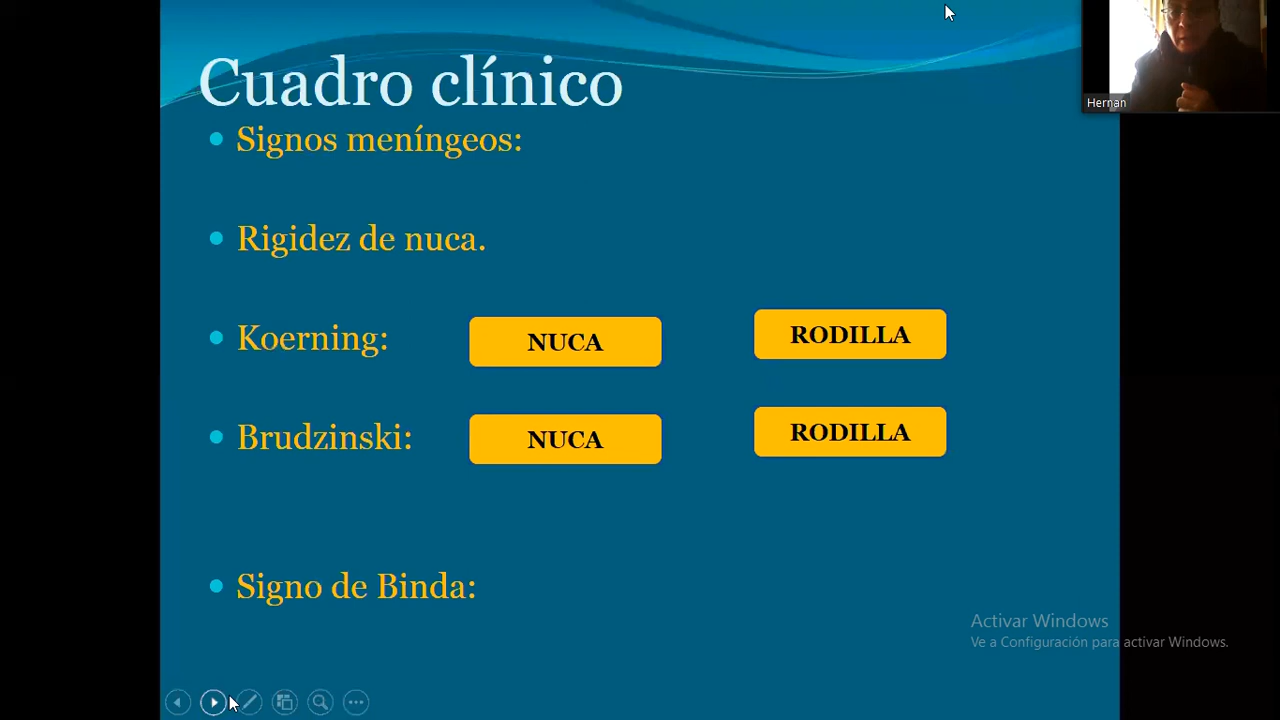 Cuadro clínico
Hernan
Signos meníngeos:
Rigidez de nuca.
Koerning:
NUCA
RODILLA
Brudzinski:
NUCA
RODILLA
Signo de Binda:
Activar Windows
Ve a Configuración para activar Windows.